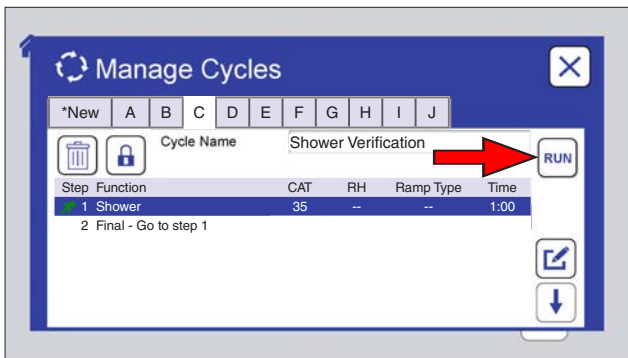 Manage Cycles
*New A B C D E F G H I J
Cycle Name Shower Verification
RUN
Step Function CAT RH Ramp Type Time
1 Shower 35 -- -- 1:00
2 Final - Go to step 1